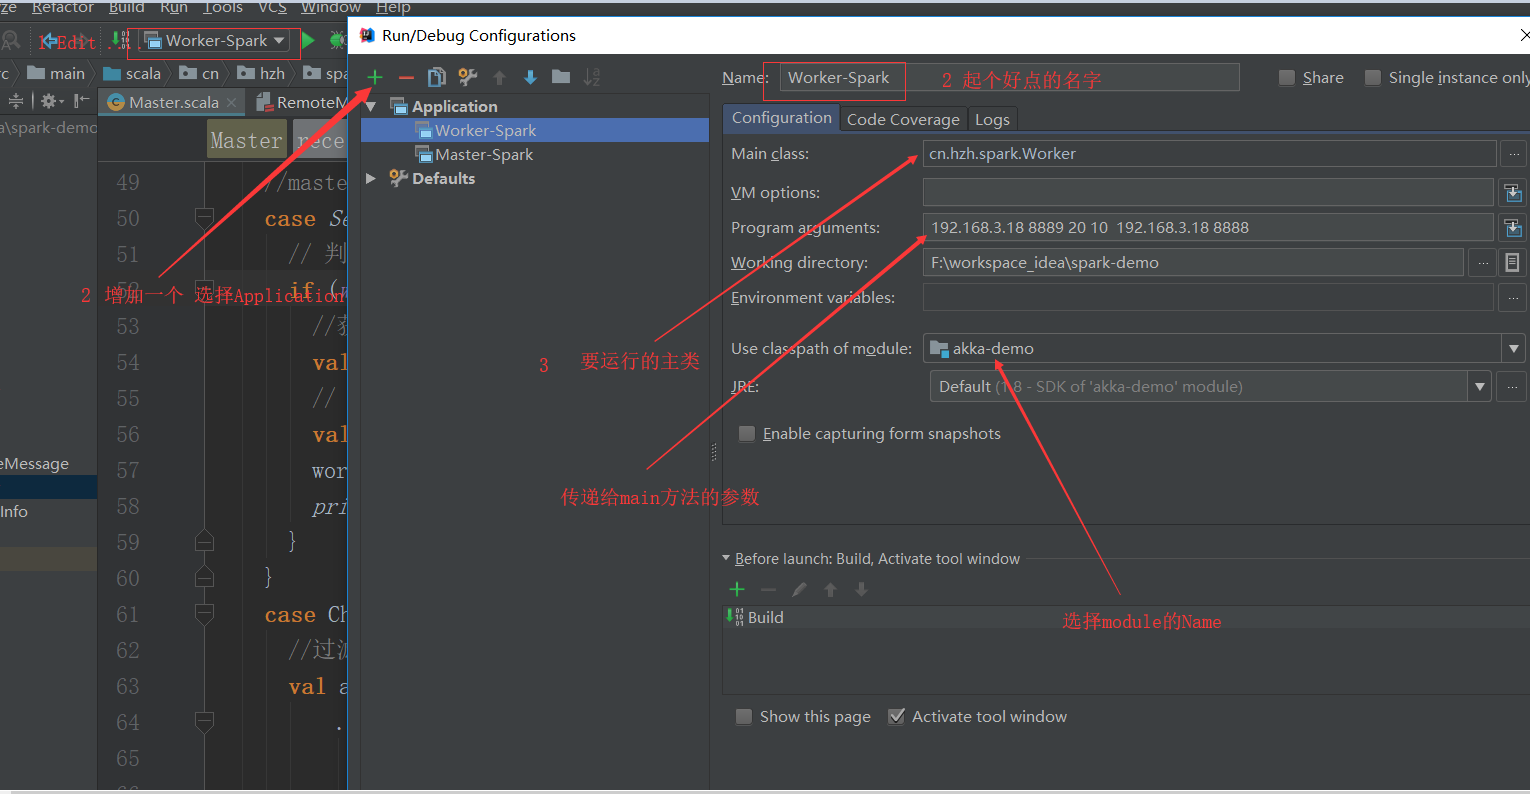 ze Refactor Build Run Tools VCS Window Help
1 Edit ...
Worker-Spark
Run/Debug Configurations
rc main scala cn hzh spa
Master.scala RemoteM
a\spark-demo
Master rece
49 //maste
50 case Se
51 // 判
52 if (
53 //获
54 val
55 //
56 val
57 wor
58 pri
59 }
60 }
61 case Ch
62 //过滤
63 val a
64 .
65
eMessage
Info
2 增加一个 选择Application
Application
Worker-Spark
Master-Spark
Defaults
Name: Worker-Spark 2 起个好点的名字 Share Single instance only
Configuration Code Coverage Logs
Main class: cn.hzh.spark.Worker ...
VM options:
Program arguments: 192.168.3.18 8889 20 10 192.168.3.18 8888
Working directory: F:\workspace_idea\spark-demo ...
Environment variables: ...
3 要运行的主类
Use classpath of module: akka-demo
JRE: Default (1.8 - SDK of 'akka-demo' module) ...
Enable capturing form snapshots
传递给main方法的参数
Before launch: Build, Activate tool window
Build
选择module的Name
Show this page Activate tool window